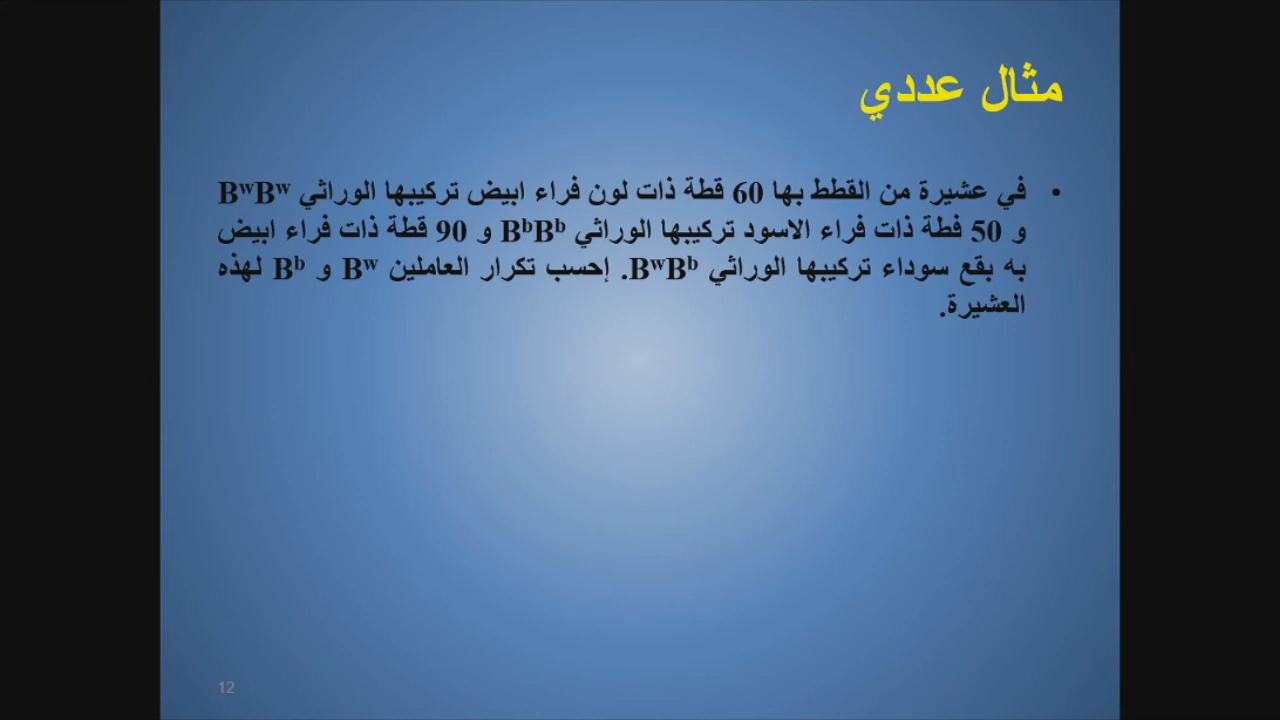 مثال عددي
• في عشيرة من القطط بها 60 قطة ذات لون فراء ابيض تركيبها الوراثي BʷBʷ
و 50 فطة ذات فراء الاسود تركيبها الوراثي BᵇBᵇ و 90 قطة ذات فراء ابيض
به بقع سوداء تركيبها الوراثي BʷBᵇ. إحسب تكرار العاملين Bʷ و Bᵇ لهذه
العشيرة.
12